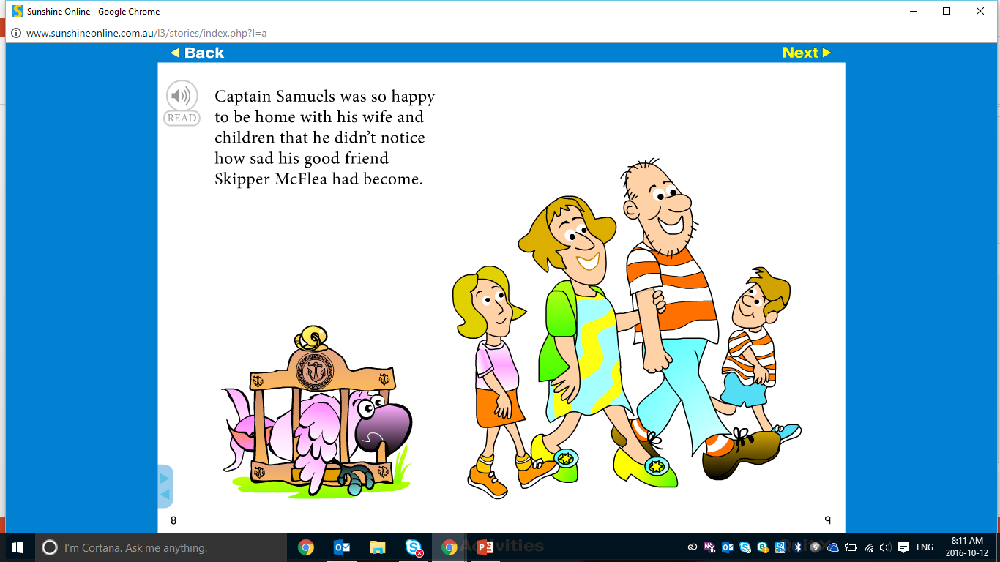 Sunshine Online - Google Chrome
www.sunshineonline.com.au/l3/stories/index.php?l=a
Back
Next
READ
Captain Samuels was so happy
to be home with his wife and
children that he didn’t notice
how sad his good friend
Skipper McFlea had become.
8
9
I'm Cortana. Ask me anything.
Activities
ENG
8:11 AM
2016-10-12